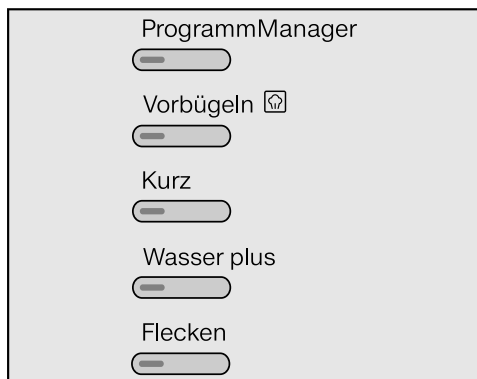 ProgrammManager
Vorbügeln
Kurz
Wasser plus
Flecken